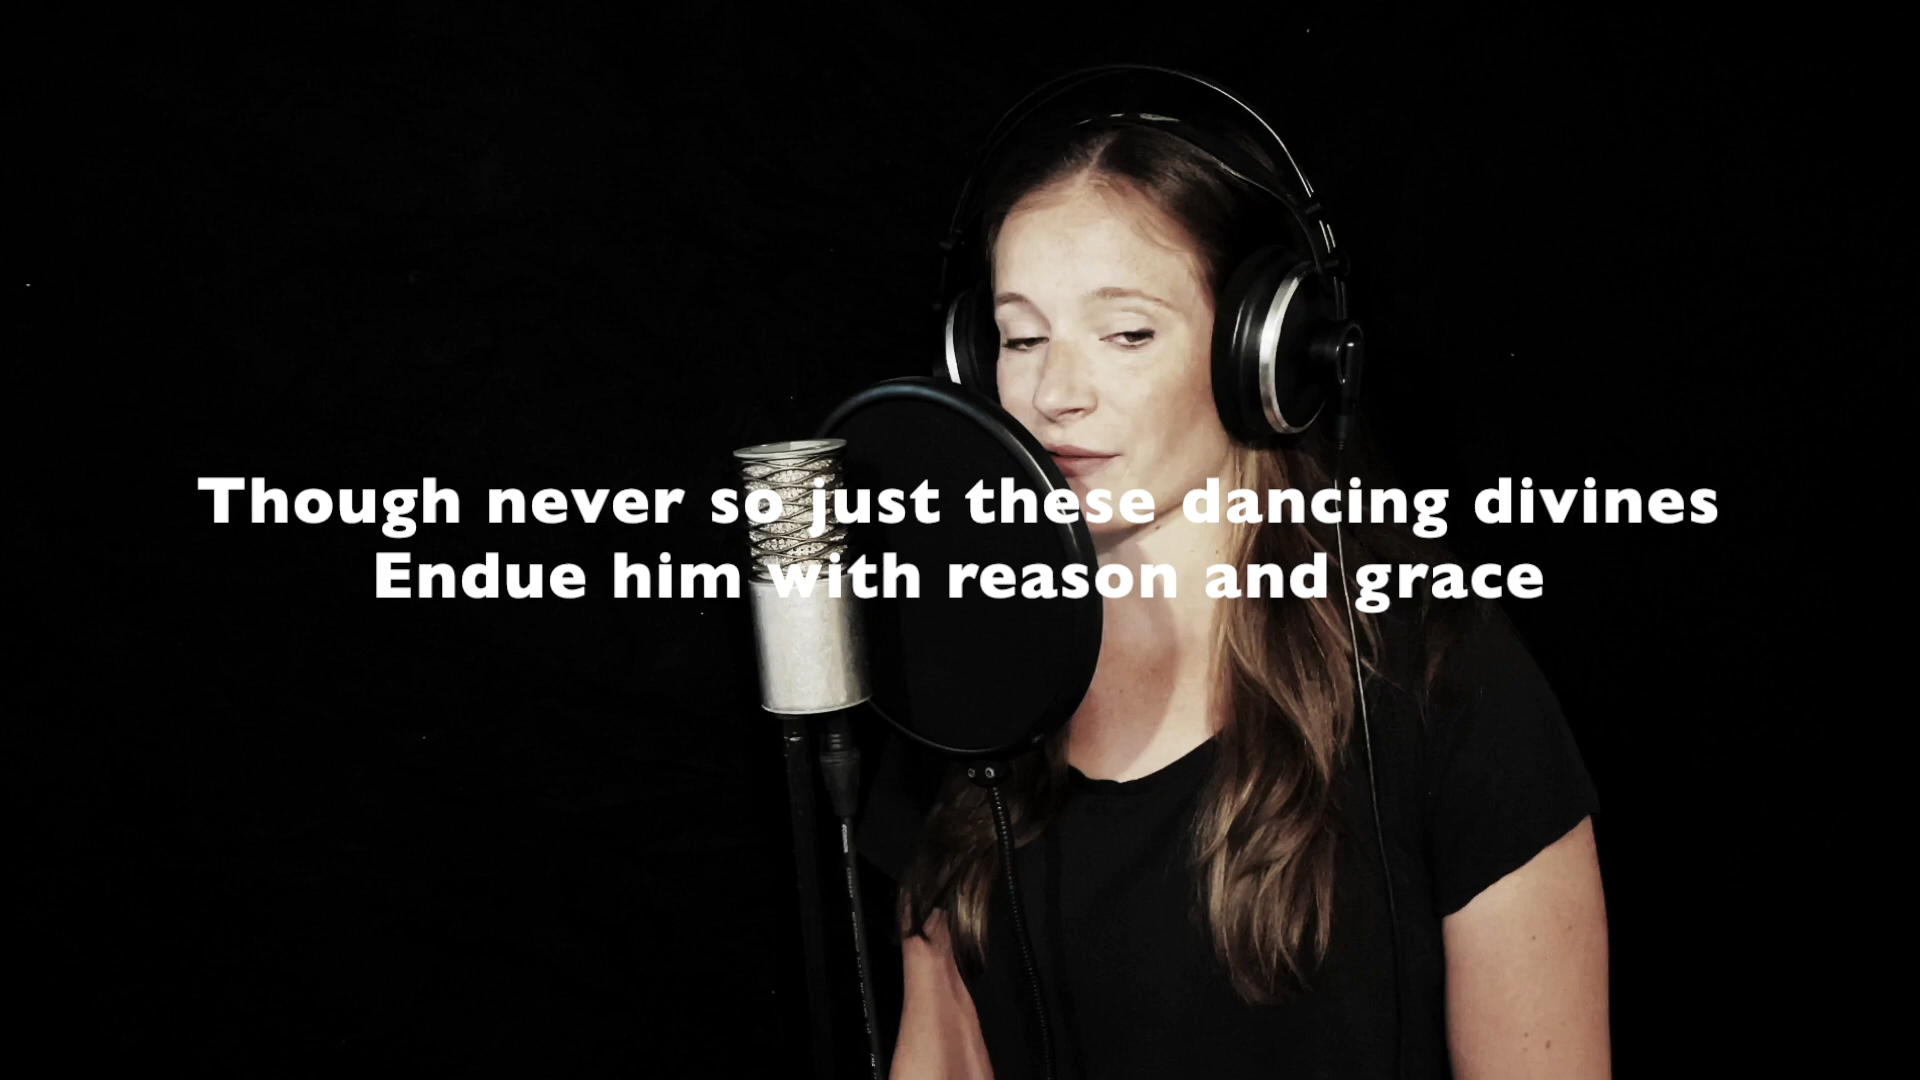 Though never so just these dancing divines
Endue him with reason and grace